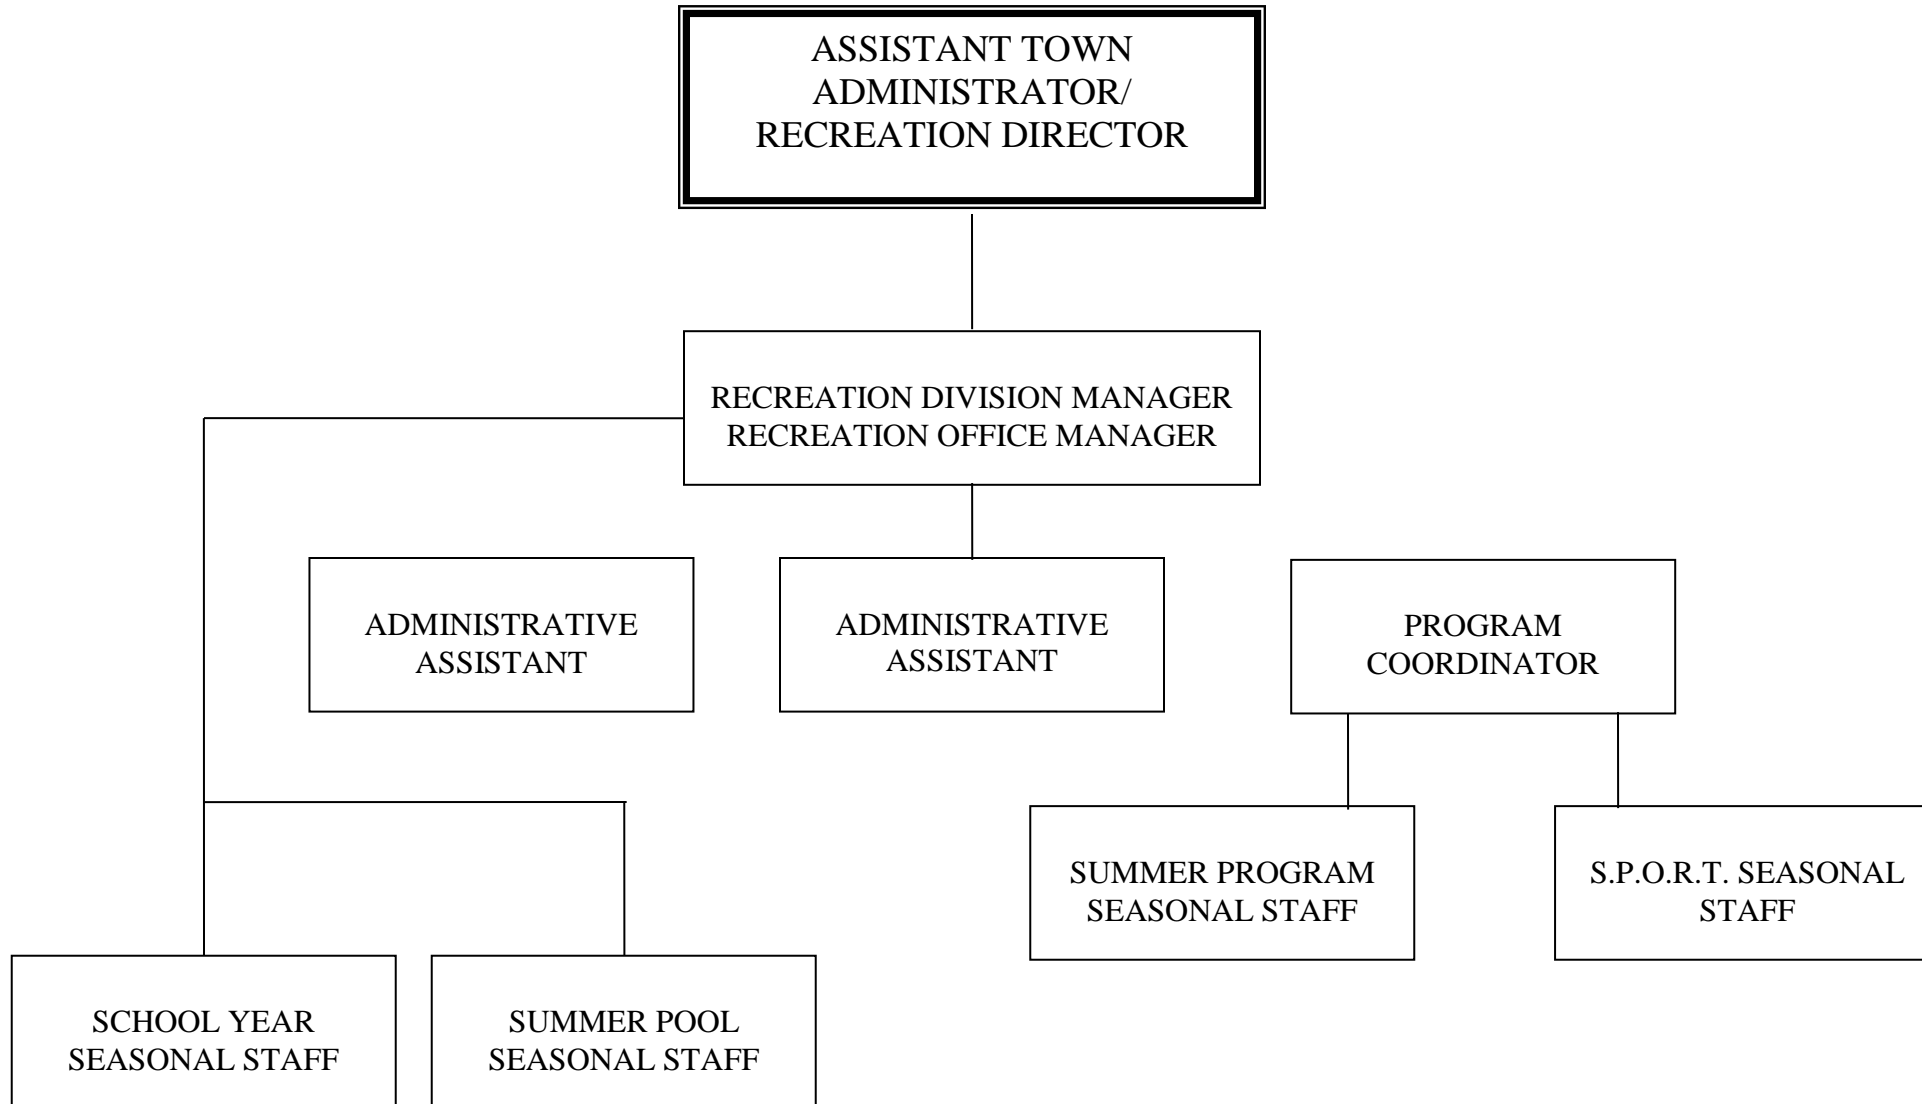 ASSISTANT TOWN
ADMINISTRATOR/
RECREATION DIRECTOR
RECREATION DIVISION MANAGER
RECREATION OFFICE MANAGER
ADMINISTRATIVE
ASSISTANT
ADMINISTRATIVE
ASSISTANT
PROGRAM
COORDINATOR
SUMMER PROGRAM
SEASONAL STAFF
S.P.O.R.T. SEASONAL
STAFF
SCHOOL YEAR
SEASONAL STAFF
SUMMER POOL
SEASONAL STAFF